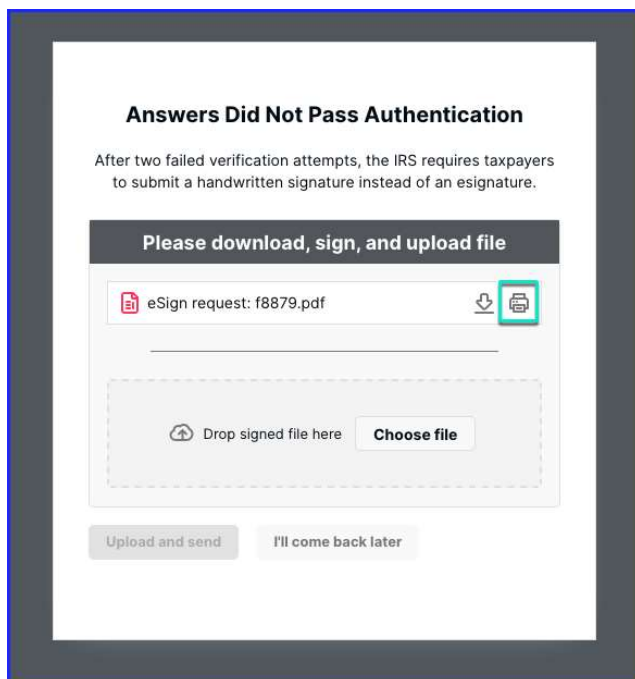 Answers Did Not Pass Authentication
After two failed verification attempts, the IRS requires taxpayers
to submit a handwritten signature instead of an esignature.
Please download, sign, and upload file
eSign request: f8879.pdf
Drop signed file here
Choose file
Upload and send
I'll come back later